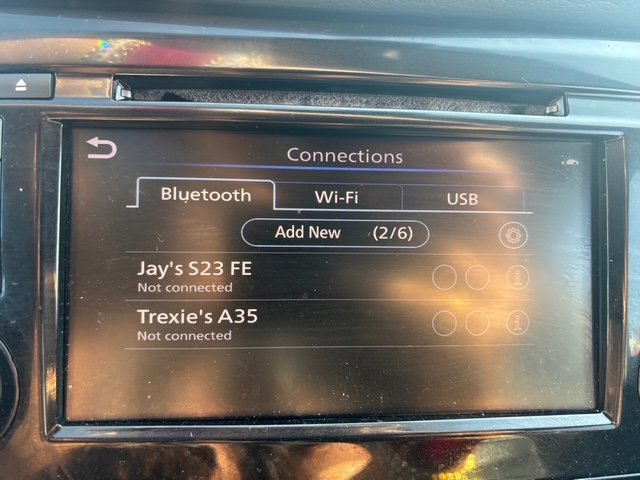 Connections
Bluetooth Wi-Fi USB
Add New (2/6)
Jay's S23 FE
Not connected
Trexie's A35
Not connected